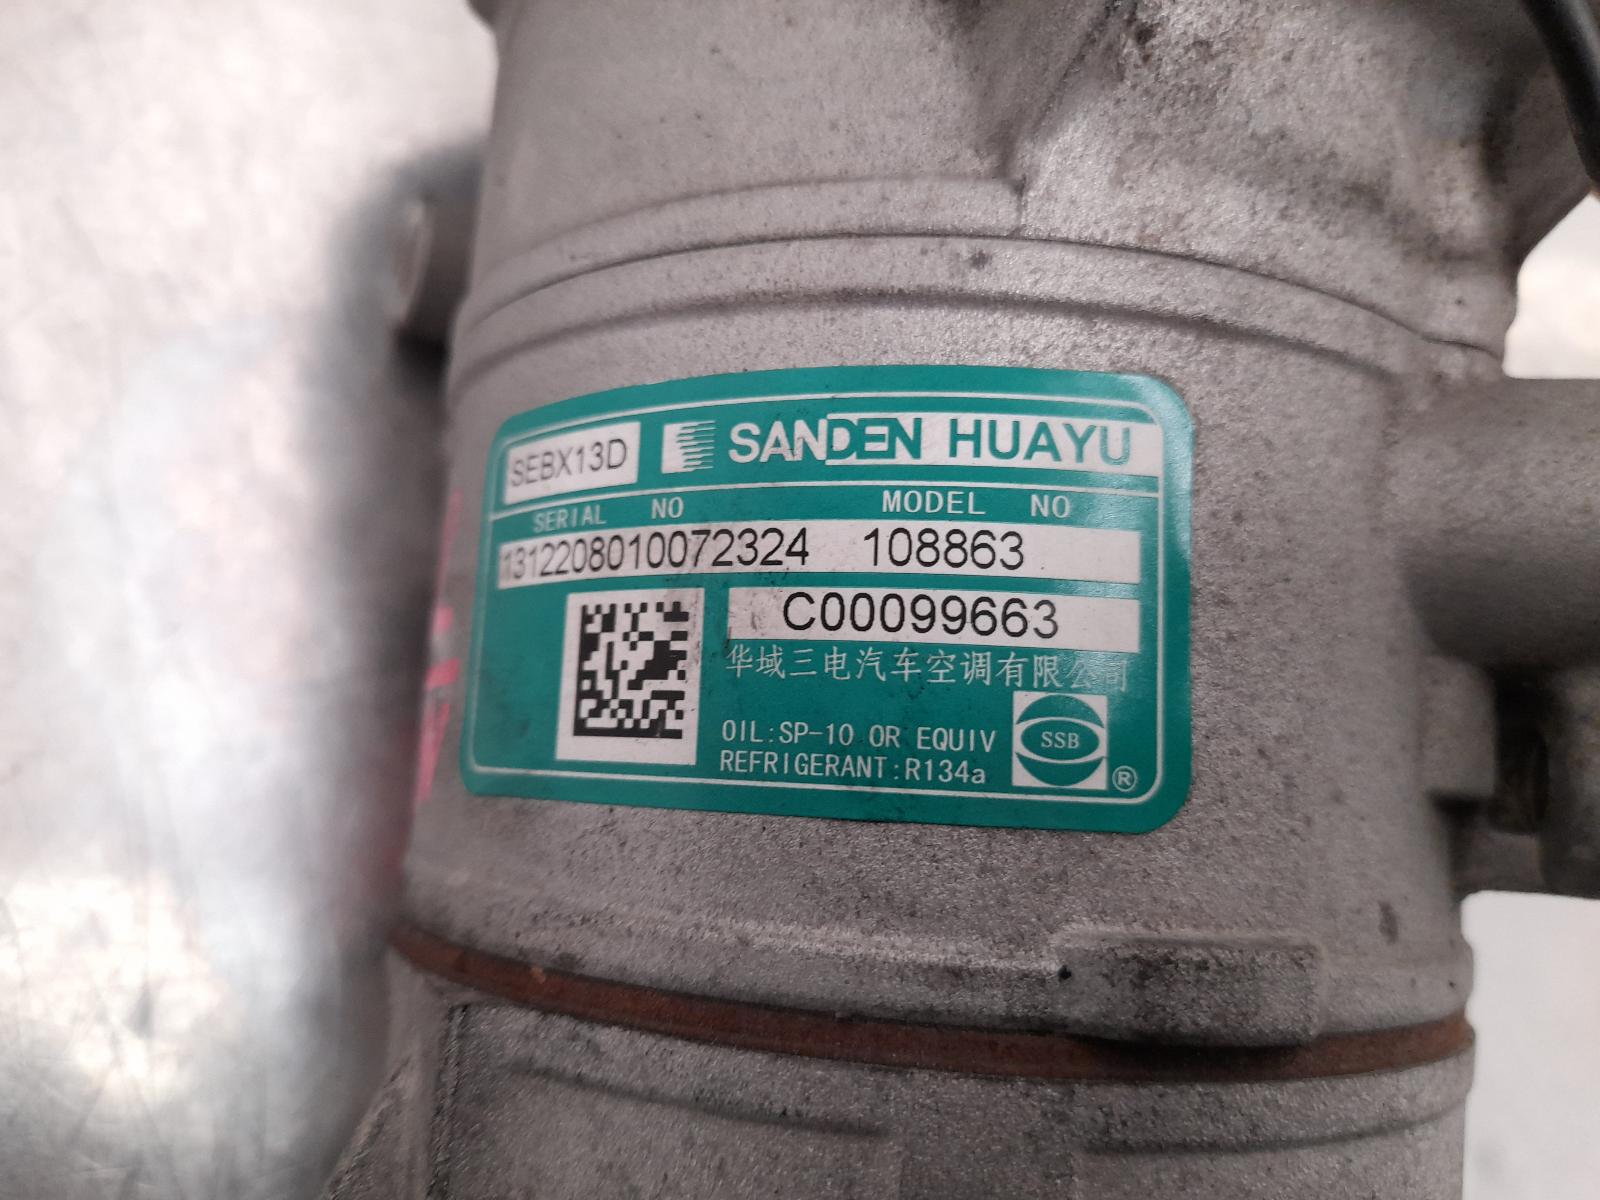 SEBX13D SANDEN HUAYU
SERIAL NO MODEL NO
1312208010072324 108863
C00099663
华域三电汽车空调有限公司
OIL:SP-10 OR EQUIV
REFRIGERANT:R134a
SSB
®